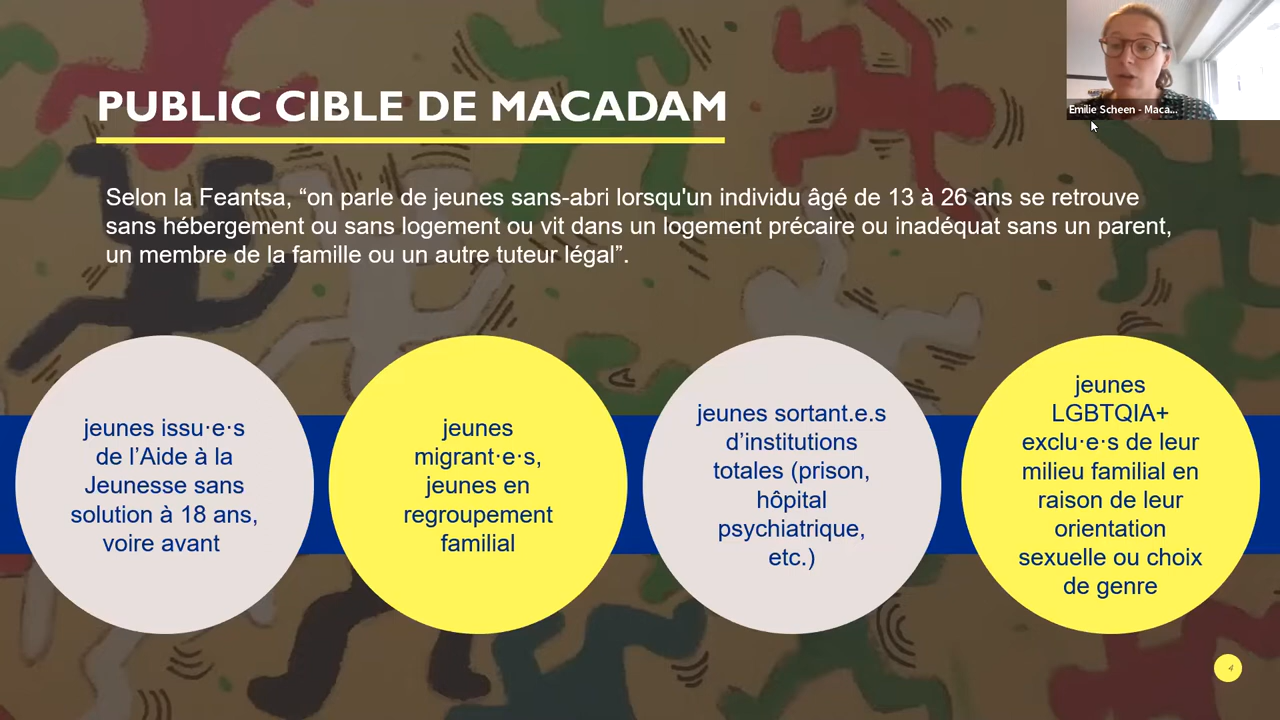 PUBLIC CIBLE DE MACADAM
Emilie Scheen - Maca...
Selon la Feantsa, “on parle de jeunes sans-abri lorsqu'un individu âgé de 13 à 26 ans se retrouve
sans hébergement ou sans logement ou vit dans un logement précaire ou inadéquat sans un parent,
un membre de la famille ou un autre tuteur légal”.
jeunes issu·e·s
de l’Aide à la
Jeunesse sans
solution à 18 ans,
voire avant
jeunes
migrant·e·s,
jeunes en
regroupement
familial
jeunes sortant.e.s
d’institutions
totales (prison,
hôpital
psychiatrique,
etc.)
jeunes
LGBTQIA+
exclu·e·s de leur
milieu familial en
raison de leur
orientation
sexuelle ou choix
de genre
4